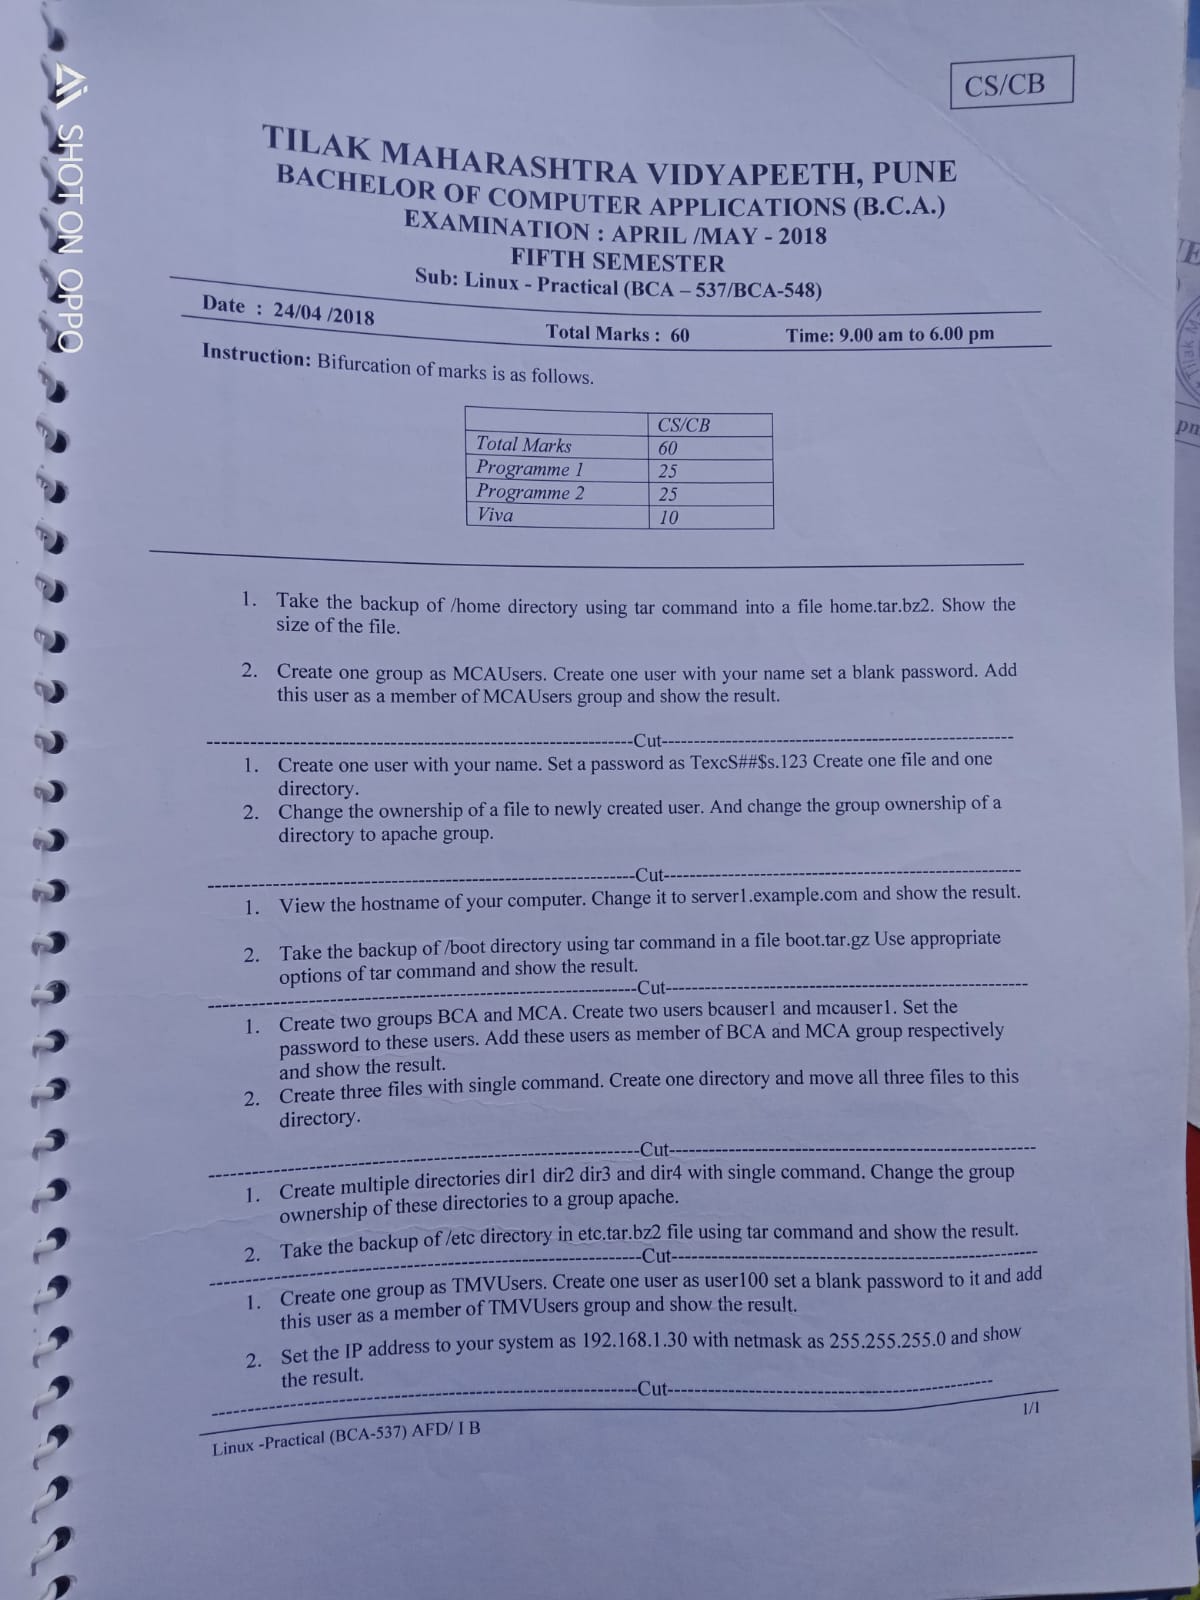 CS/CB
TILAK MAHARASHTRA VIDYAPEETH, PUNE
BACHELOR OF COMPUTER APPLICATIONS (B.C.A.)
EXAMINATION : APRIL /MAY - 2018
FIFTH SEMESTER
Sub: Linux - Practical (BCA – 537/BCA-548)
Date : 24/04 /2018 Total Marks : 60 Time: 9.00 am to 6.00 pm
Instruction: Bifurcation of marks is as follows.
CS/CB
Total Marks 60
Programme 1 25
Programme 2 25
Viva 10
1. Take the backup of /home directory using tar command into a file home.tar.bz2. Show the
size of the file.
2. Create one group as MCAUsers. Create one user with your name set a blank password. Add
this user as a member of MCAUsers group and show the result.
-Cut-
1. Create one user with your name. Set a password as TexcS##$s.123 Create one file and one
directory.
2. Change the ownership of a file to newly created user. And change the group ownership of a
directory to apache group.
-Cut-
1. View the hostname of your computer. Change it to server1.example.com and show the result.
2. Take the backup of /boot directory using tar command in a file boot.tar.gz Use appropriate
options of tar command and show the result.
-Cut-
1. Create two groups BCA and MCA. Create two users bcauser1 and mcauser1. Set the
password to these users. Add these users as member of BCA and MCA group respectively
and show the result.
2. Create three files with single command. Create one directory and move all three files to this
directory.
-Cut-
1. Create multiple directories dir1 dir2 dir3 and dir4 with single command. Change the group
ownership of these directories to a group apache.
2. Take the backup of /etc directory in etc.tar.bz2 file using tar command and show the result.
-Cut-
1. Create one group as TMVUsers. Create one user as user100 set a blank password to it and add
this user as a member of TMVUsers group and show the result.
2. Set the IP address to your system as 192.168.1.30 with netmask as 255.255.255.0 and show
the result.
-Cut-
1/1
Linux -Practical (BCA-537) AFD/ I B
SHOT ON OPPO